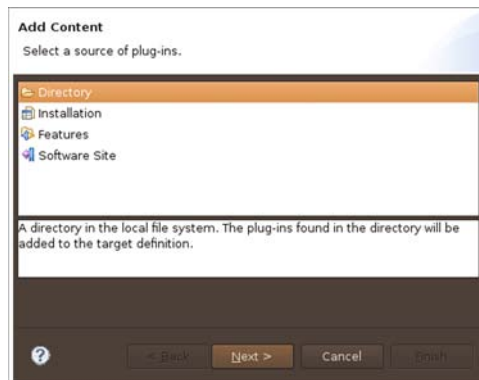 Add Content
Select a source of plug-ins.
Directory
Installation
Features
Software Site
A directory in the local file system. The plug-ins found in the directory will be
added to the target definition.
? < Back Next > Cancel Finish